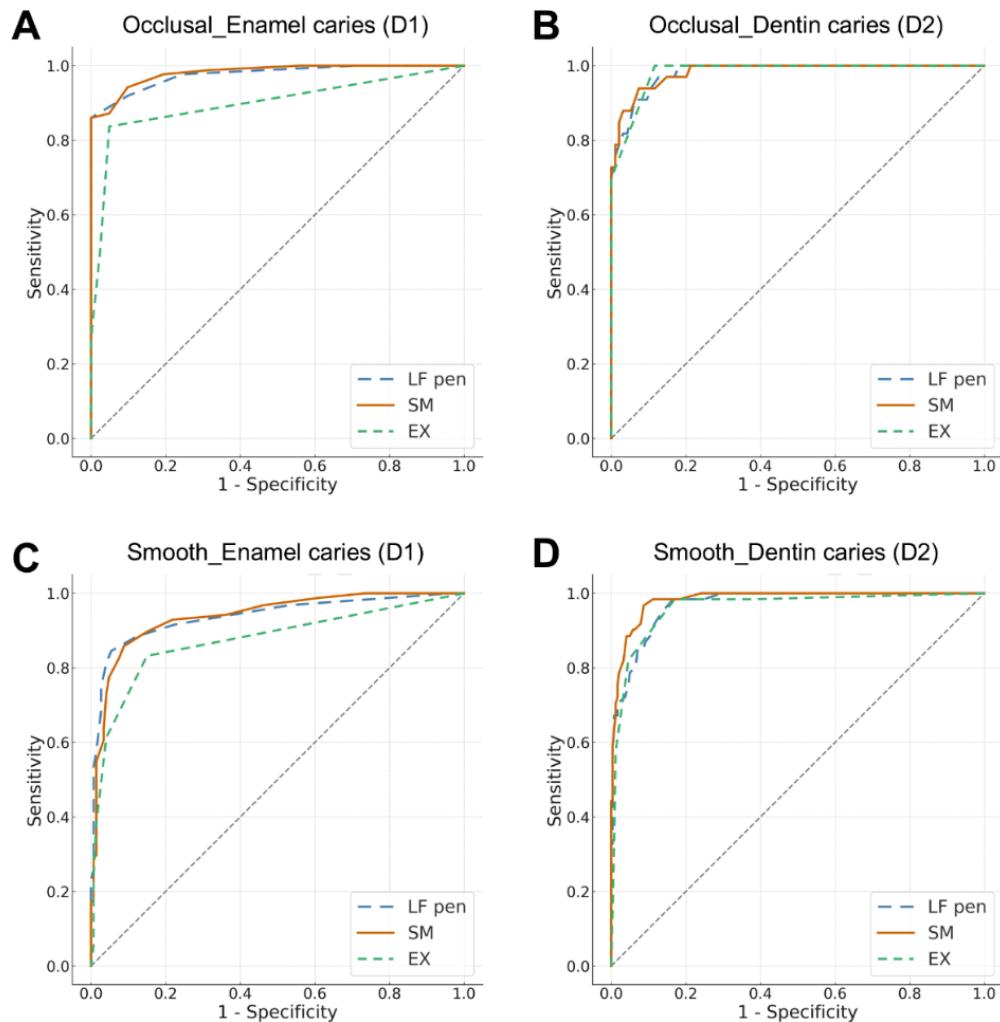 A
Occlusal_Enamel caries (D1)
1.0
0.8
0.6
0.4
0.2
0.0
Sensitivity
LF pen
SM
EX
0.0 0.2 0.4 0.6 0.8 1.0
1 - Specificity
B
Occlusal_Dentin caries (D2)
1.0
0.8
0.6
0.4
0.2
0.0
Sensitivity
LF pen
SM
EX
0.0 0.2 0.4 0.6 0.8 1.0
1 - Specificity
C
Smooth_Enamel caries (D1)
1.0
0.8
0.6
0.4
0.2
0.0
Sensitivity
LF pen
SM
EX
0.0 0.2 0.4 0.6 0.8 1.0
1 - Specificity
D
Smooth_Dentin caries (D2)
1.0
0.8
0.6
0.4
0.2
0.0
Sensitivity
LF pen
SM
EX
0.0 0.2 0.4 0.6 0.8 1.0
1 - Specificity